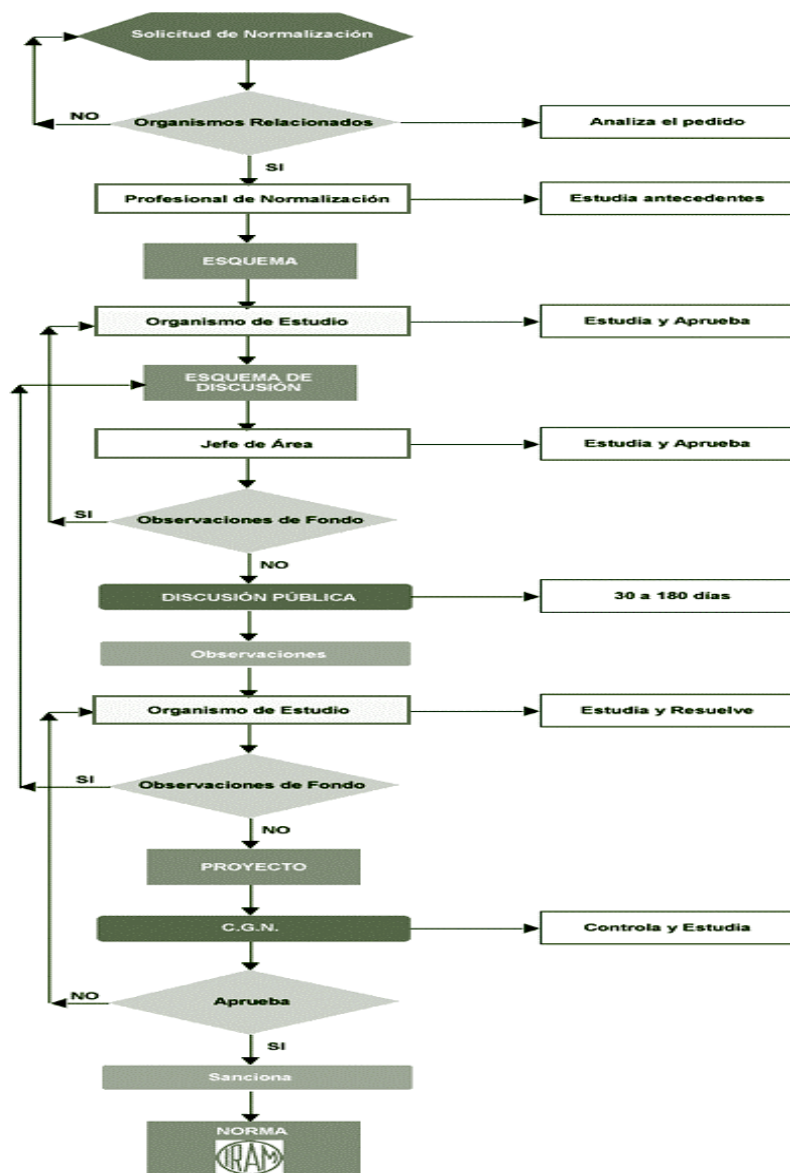 Solicitud de Normalización
NO
Organismos Relacionados
Analiza el pedido
SI
Profesional de Normalización
Estudia antecedentes
ESQUEMA
Organismo de Estudio
Estudia y Aprueba
ESQUEMA DE
DISCUSIÓN
Jefe de Área
Estudia y Aprueba
SI
Observaciones de Fondo
NO
DISCUSIÓN PÚBLICA
30 a 180 días
Observaciones
Organismo de Estudio
Estudia y Resuelve
SI
Observaciones de Fondo
NO
PROYECTO
C.G.N.
Controla y Estudia
NO
Aprueba
SI
Sanciona
NORMA
IRAM